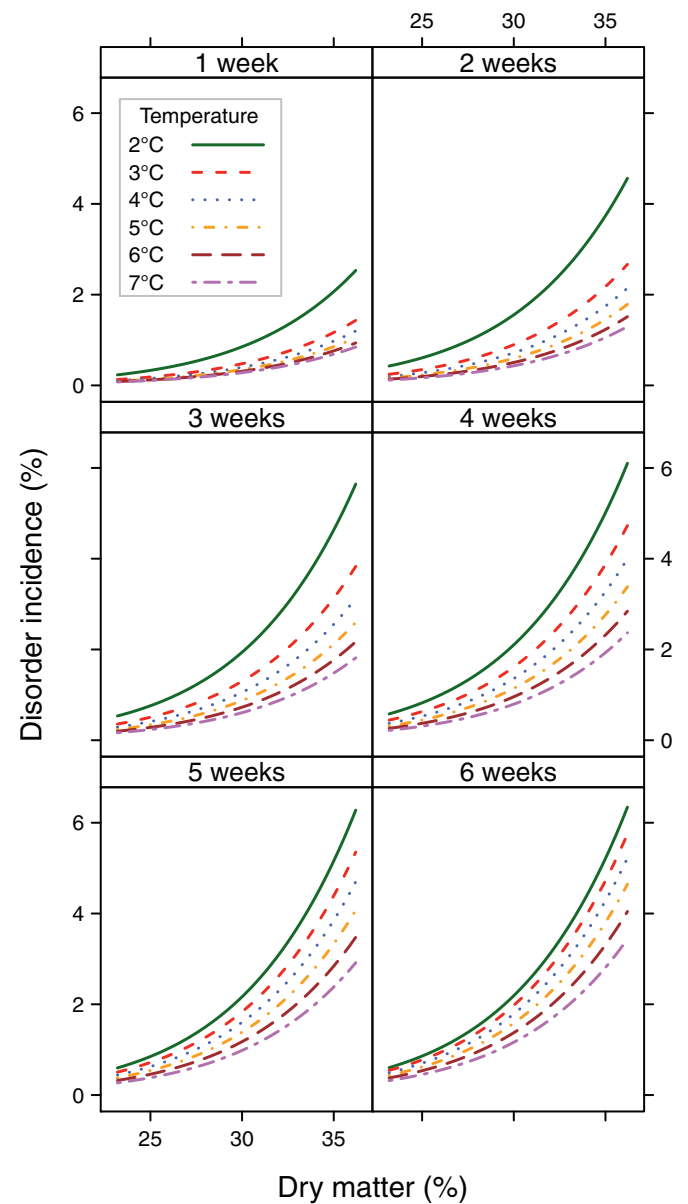 25 30 35
1 week 2 weeks
6
4
2
0
Temperature
2°C
3°C
4°C
5°C
6°C
7°C
3 weeks 4 weeks
6
4
2
0
5 weeks 6 weeks
6
4
2
0
25 30 35
Disorder incidence (%)
Dry matter (%)